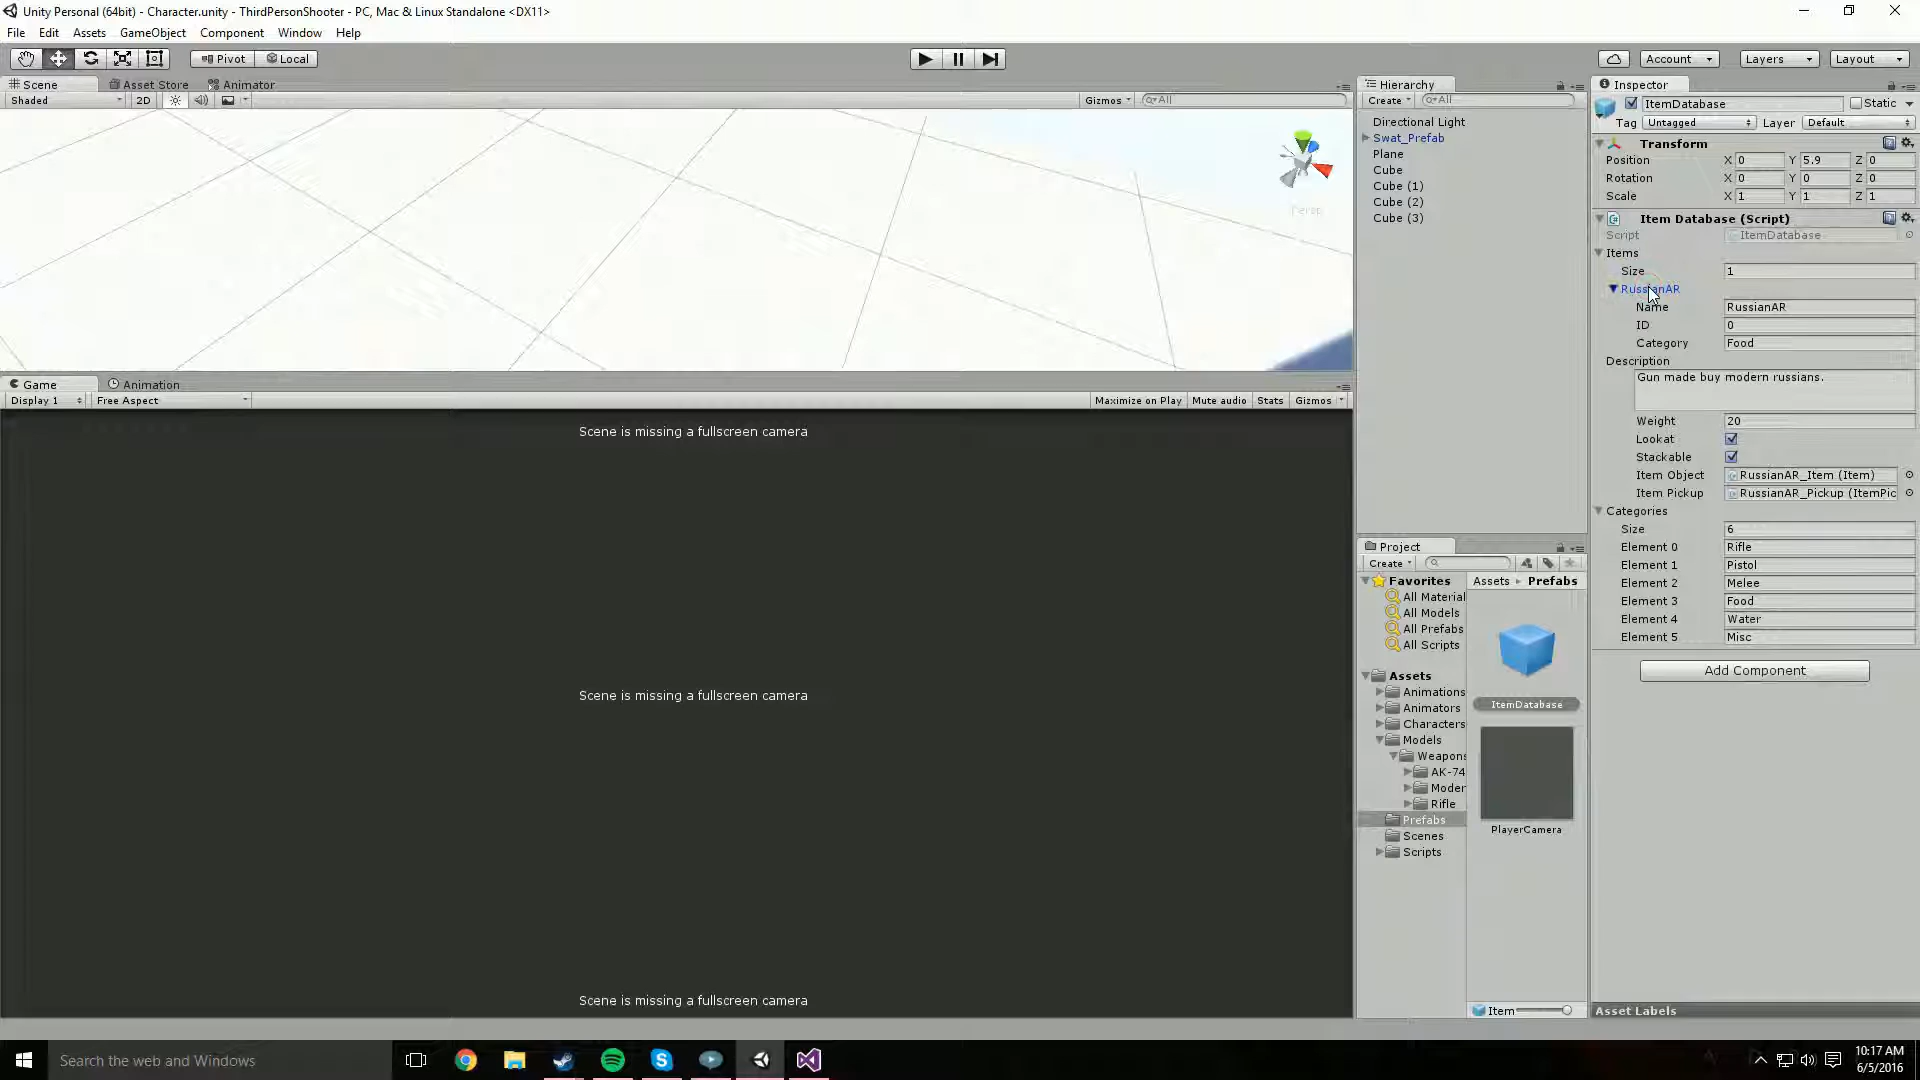 Unity Personal (64bit) - Character.unity - ThirdPersonShooter - PC, Mac & Linux Standalone <DX11>
File Edit Assets GameObject Component Window Help
Pivot Local
Account Layers Layout
Scene Asset Store Animator
Shaded 2D Gizmos All
Persp
Game Animation
Display 1 Free Aspect Maximize on Play Mute audio Stats Gizmos
Scene is missing a fullscreen camera
Scene is missing a fullscreen camera
Scene is missing a fullscreen camera
Hierarchy
Create All
Directional Light
Swat_Prefab
Plane
Cube
Cube (1)
Cube (2)
Cube (3)
Project
Create
Favorites
All Material
All Models
All Prefabs
All Scripts
Assets
Animations
Animators
Characters
Models
Weapons
AK-74
Moder
Rifle
Prefabs
Scenes
Scripts
Assets Prefabs
ItemDatabase
PlayerCamera
Item
Inspector
ItemDatabase Static
Tag Untagged Layer Default
Transform
Position X 0 Y 5.9 Z 0
Rotation X 0 Y 0 Z 0
Scale X 1 Y 1 Z 1
Item Database (Script)
Script ItemDatabase
Items
Size 1
RussianAR
Name RussianAR
ID 0
Category Food
Description
Gun made buy modern russians.
Weight 20
Lookat
Stackable
Item Object RussianAR_Item (Item)
Item Pickup RussianAR_Pickup (ItemPic
Categories
Size 6
Element 0 Rifle
Element 1 Pistol
Element 2 Melee
Element 3 Food
Element 4 Water
Element 5 Misc
Add Component
Asset Labels
Search the web and Windows
10:17 AM
6/5/2016